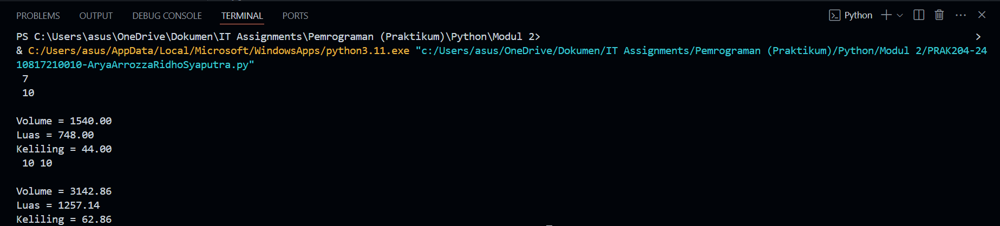 PROBLEMS OUTPUT DEBUG CONSOLE TERMINAL PORTS Python
PS C:\Users\asus\OneDrive\Dokumen\IT Assignments\Pemrograman (Praktikum)\Python\Modul 2> >
& C:/Users/asus/AppData/Local/Microsoft/WindowsApps/python3.11.exe "c:/Users/asus/OneDrive/Dokumen/IT Assignments/Pemrograman (Praktikum)/Python/Modul 2/PRAK204-24
10817210010-AryaArrozzaRidhoSyaputra.py"
7
10
Volume = 1540.00
Luas = 748.00
Keliling = 44.00
10 10
Volume = 3142.86
Luas = 1257.14
Keliling = 62.86